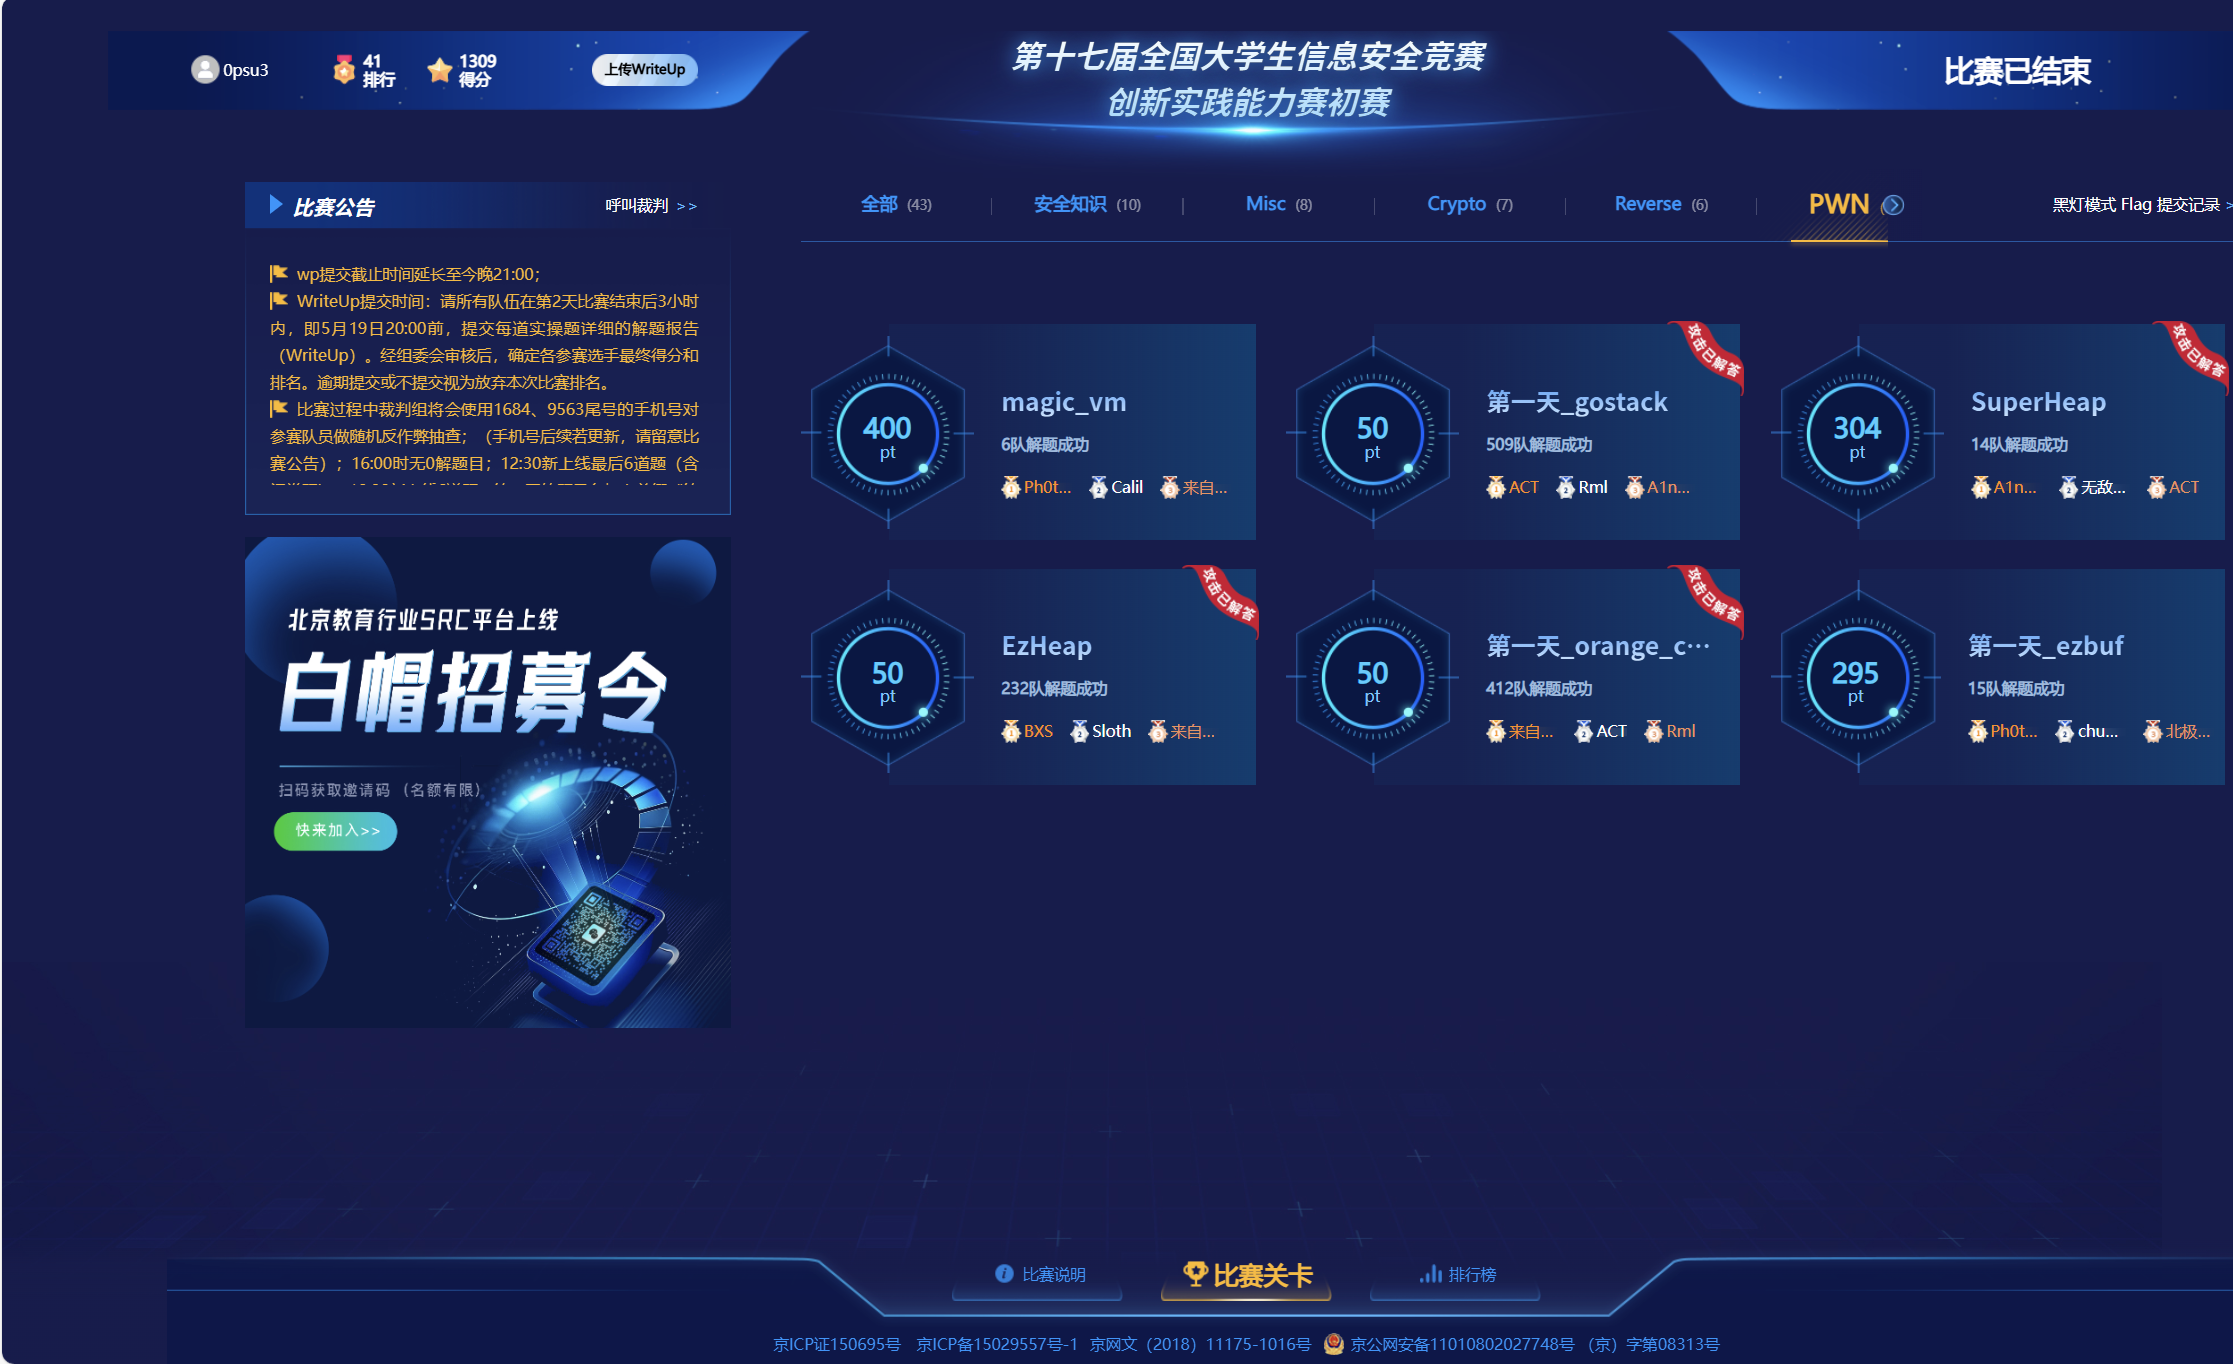 0psu3
41
排行
1309
得分
上传WriteUp
第十七届全国大学生信息安全竞赛
创新实践能力赛初赛
比赛已结束
比赛公告
呼叫裁判 >>
wp提交截止时间延长至今晚21:00；
WriteUp提交时间：请所有队伍在第2天比赛结束后3小时
内，即5月19日20:00前，提交每道实操题详细的解题报告
（WriteUp）。经组委会审核后，确定各参赛选手最终得分和
排名。逾期提交或不提交视为放弃本次比赛排名。
比赛过程中裁判组将会使用1684、9563尾号的手机号对
参赛队员做随机反作弊抽查；（手机号后续若更新，请留意比
赛公告）；16:00时无0解题目；12:30新上线最后6道题（含
全部 (43)
安全知识 (10)
Misc (8)
Crypto (7)
Reverse (6)
PWN
黑灯模式 Flag 提交记录 >
400
pt
magic_vm
6队解题成功
1 Ph0t... 2 Calil 3 来自...
50
pt
第一天_gostack
509队解题成功
1 ACT 2 Rml 3 A1n...
攻击已解答
304
pt
SuperHeap
14队解题成功
1 A1n... 2 无敌... 3 ACT
攻击已解答
50
pt
EzHeap
232队解题成功
1 BXS 2 Sloth 3 来自...
攻击已解答
50
pt
第一天_orange_c···
412队解题成功
1 来自... 2 ACT 3 Rml
攻击已解答
295
pt
第一天_ezbuf
15队解题成功
1 Ph0t... 2 chu... 3 北极...
北京教育行业SRC平台上线
白帽招募令
扫码获取邀请码（名额有限）
快来加入>>
比赛说明
比赛关卡
排行榜
京ICP证150695号 京ICP备15029557号-1 京网文（2018）11175-1016号 京公网安备11010802027748号 （京）字第08313号